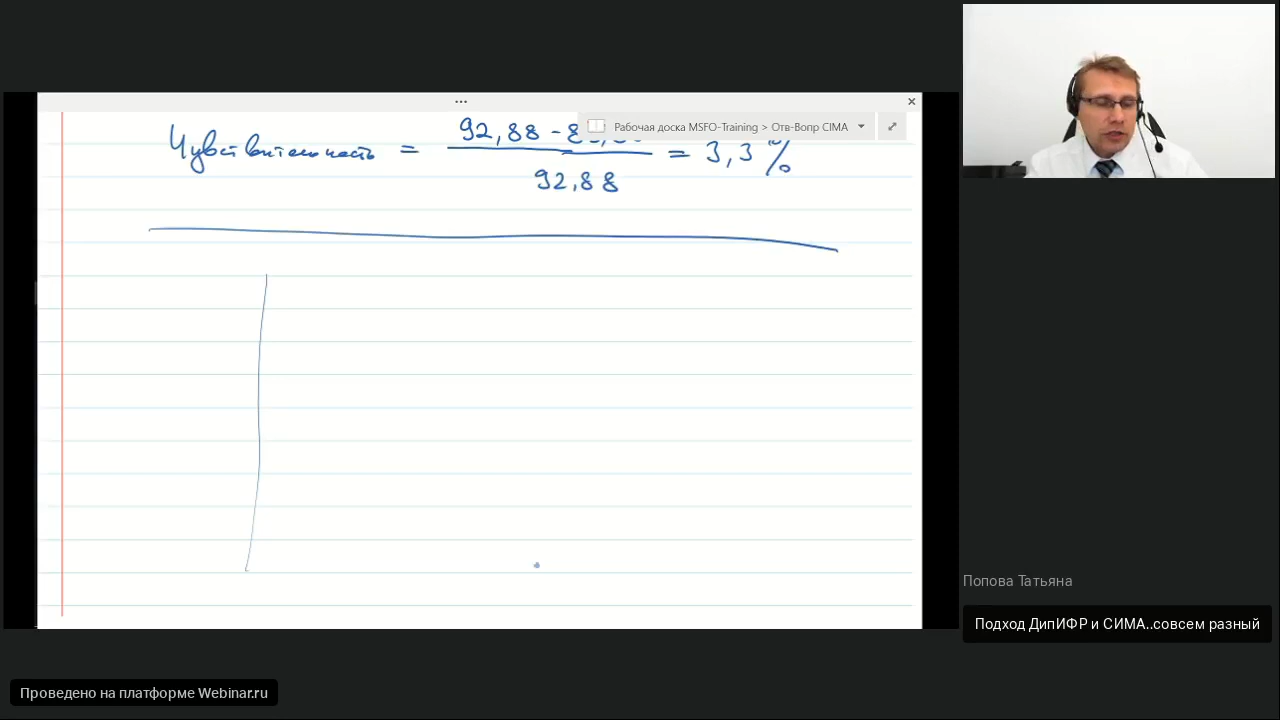 Рабочая доска MSFO-Training > Отв-Вопр CIMA
Чувствительность = 92,88 - = 3,3 %
92,88
Попова Татьяна
Подход ДипИФР и СИМА..совсем разный
Проведено на платформе Webinar.ru